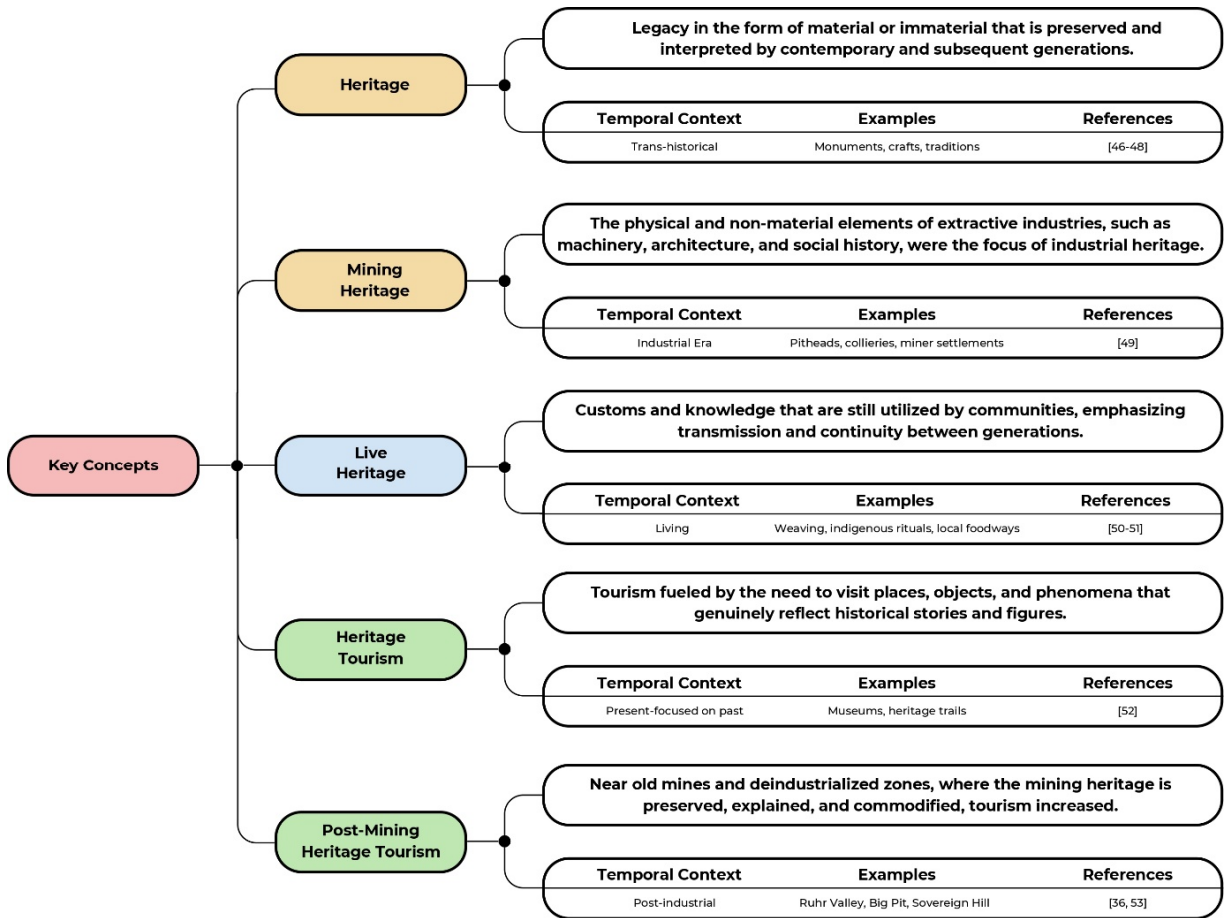 Key Concepts
Heritage
Legacy in the form of material or immaterial that is preserved and
interpreted by contemporary and subsequent generations.
Temporal Context Examples References
Trans-historical Monuments, crafts, traditions [46-48]
Mining
Heritage
The physical and non-material elements of extractive industries, such as
machinery, architecture, and social history, were the focus of industrial heritage.
Temporal Context Examples References
Industrial Era Pitheads, collieries, miner settlements [49]
Live
Heritage
Customs and knowledge that are still utilized by communities, emphasizing
transmission and continuity between generations.
Temporal Context Examples References
Living Weaving, indigenous rituals, local foodways [50-51]
Heritage
Tourism
Tourism fueled by the need to visit places, objects, and phenomena that
genuinely reflect historical stories and figures.
Temporal Context Examples References
Present-focused on past Museums, heritage trails [52]
Post-Mining
Heritage Tourism
Near old mines and deindustrialized zones, where the mining heritage is
preserved, explained, and commodified, tourism increased.
Temporal Context Examples References
Post-industrial Ruhr Valley, Big Pit, Sovereign Hill [36, 53]